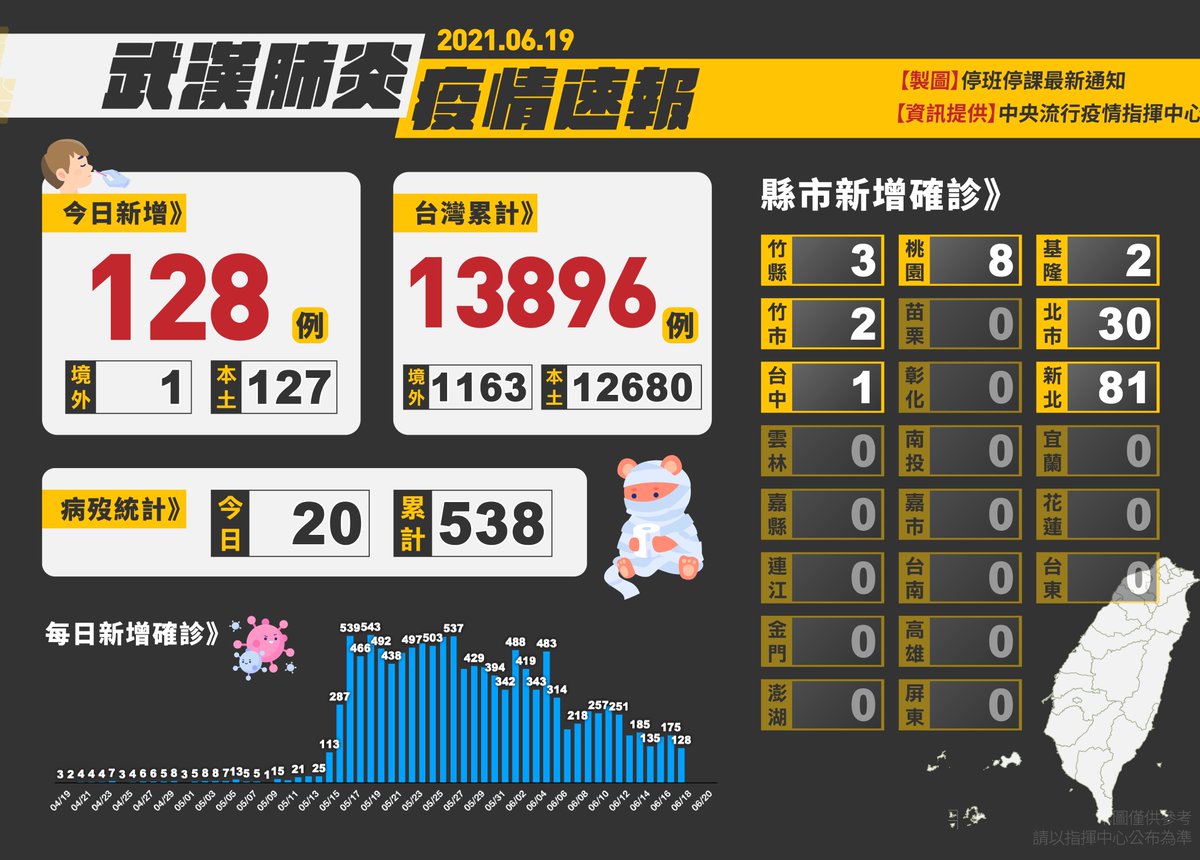 武漢肺炎
2021.06.19
疫情速報
【製圖】停班停課最新通知
【資訊提供】中央流行疫情指揮中心
今日新增》
128例
境外 1
本土 127
台灣累計》
13896例
境外 1163
本土 12680
病歿統計》
今日 20
累計 538
縣市新增確診》
竹縣 3
桃園 8
基隆 2
竹市 2
苗栗 0
北市 30
台中 1
彰化 0
新北 81
雲林 0
南投 0
宜蘭 0
嘉縣 0
嘉市 0
花蓮 0
連江 0
台南 0
台東 0
金門 0
高雄 0
澎湖 0
屏東 0
每日新增確診》
3 2 4 4 4 7 3 4 6 6 5 8 3 5 8 8 7 13 5 5 1 15 21 25 113 287 539 466 543 492 438 497 503 537 429 394 342 488 419 343 483 314 218 257 251 185 135 175 128
04/19 04/21 04/23 04/25 04/27 04/29 05/01 05/03 05/05 05/07 05/09 05/11 05/13 05/15 05/17 05/19 05/21 05/23 05/25 05/27 05/29 05/31 06/02 06/04 06/06 06/08 06/10 06/12 06/14 06/16 06/18 06/20
圖僅供參考
請以指揮中心公布為準